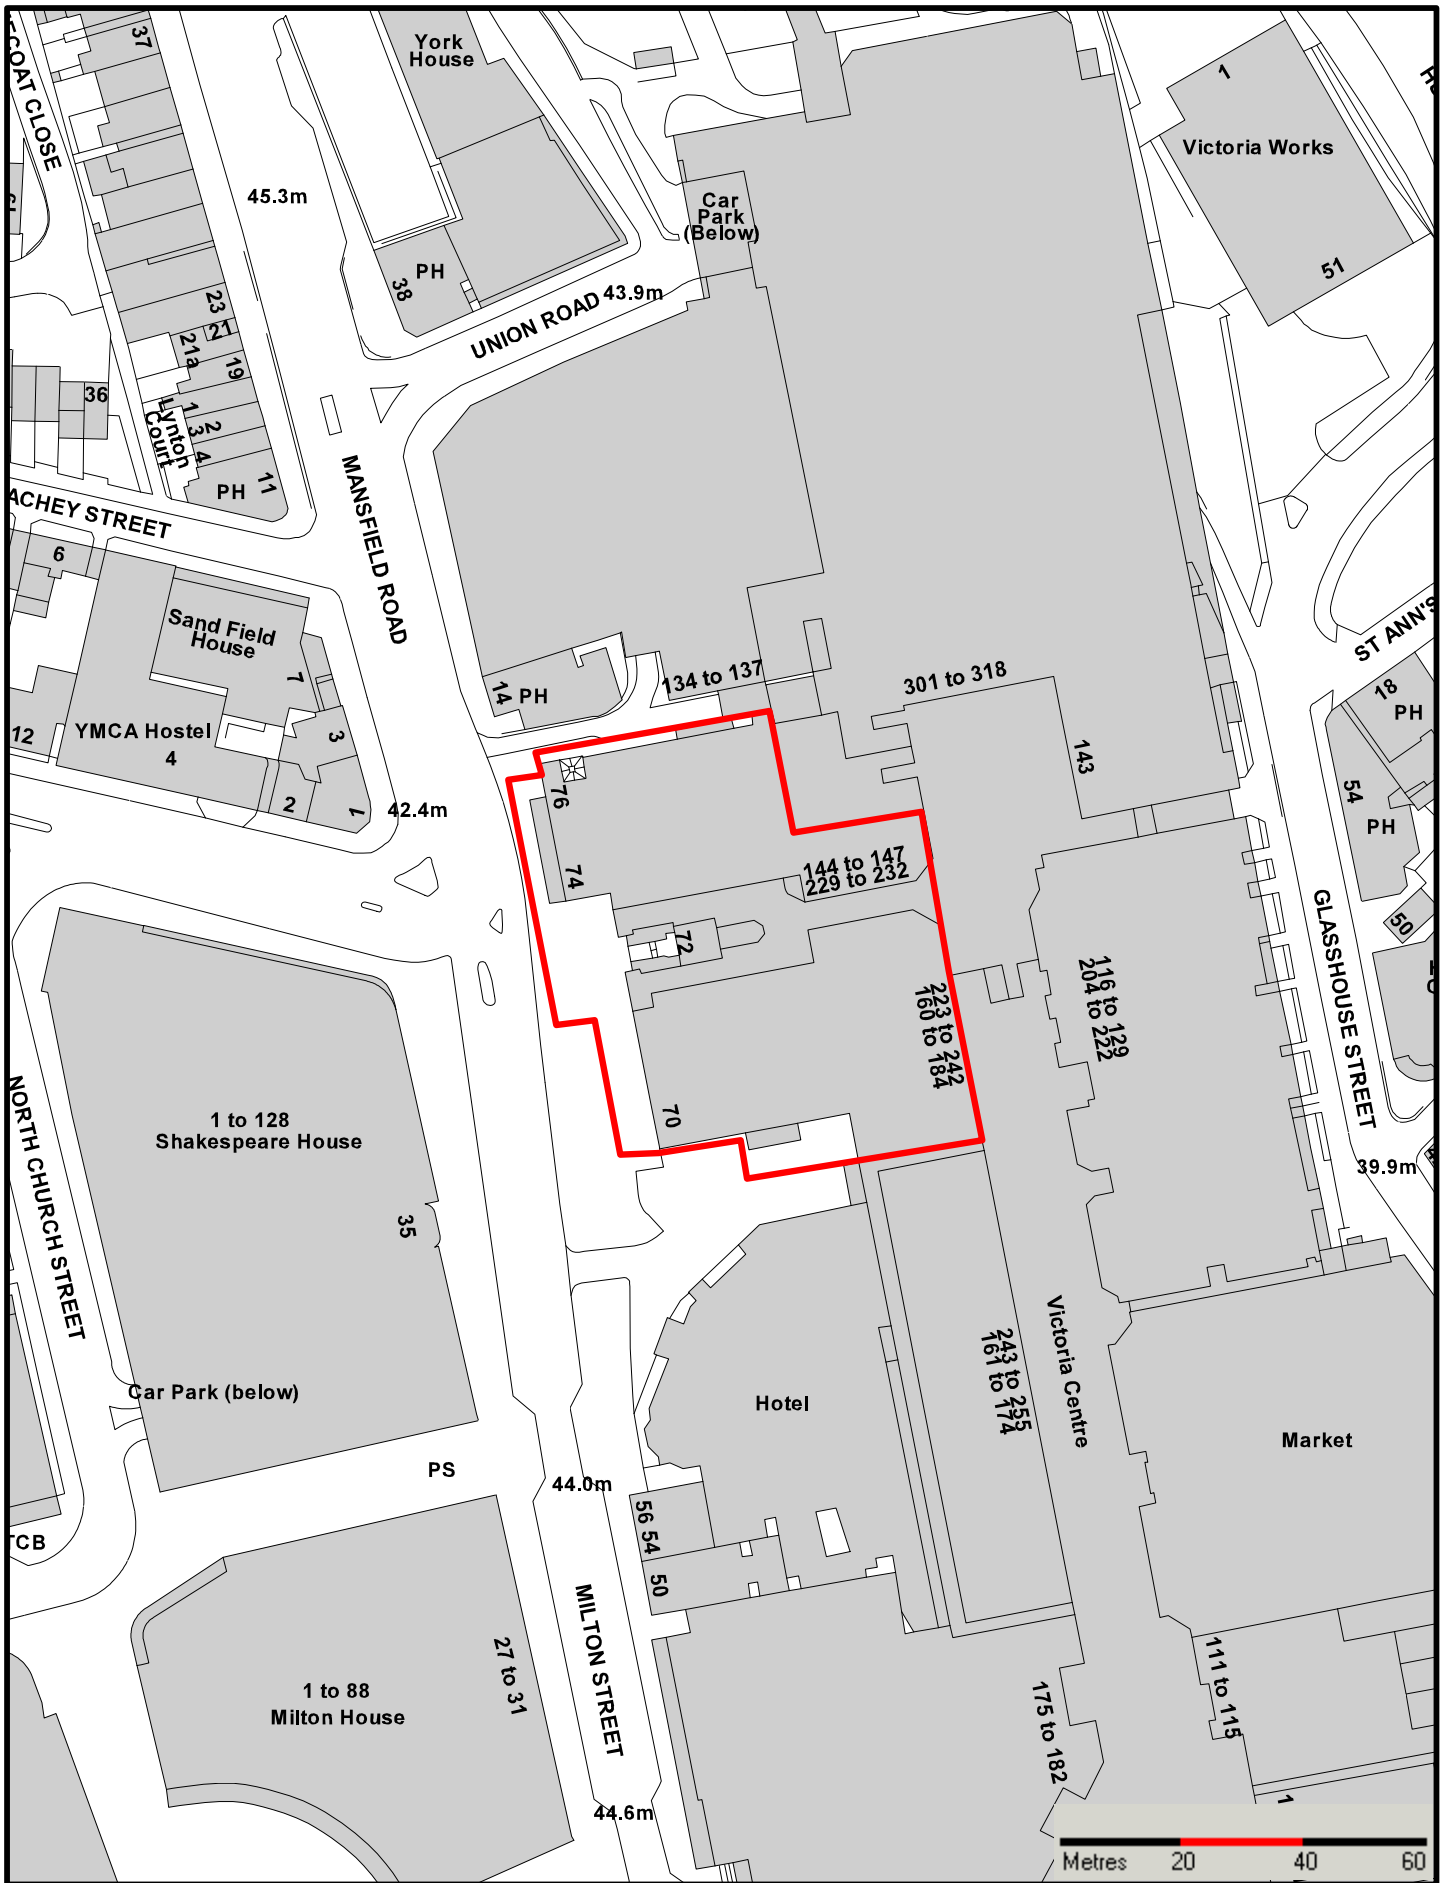 37
York
House
1
Victoria Works
COAT CLOSE
45.3m
Car
Park
(Below)
51
PH
38
UNION ROAD
43.9m
23
21
21a
19
36
1
2
3
4
Lynton
Court
PH
11
ACHEY STREET
MANSFIELD ROAD
6
Sand Field
House
7
ST ANN'S
134 to 137
301 to 318
14
PH
18
PH
12
YMCA Hostel
4
3
2
1
42.4m
143
76
74
54
PH
144 to 147
229 to 232
72
50
GLASSHOUSE STREET
116 to 129
204 to 222
223 to 242
160 to 184
NORTH CHURCH STREET
1 to 128
Shakespeare House
70
39.9m
35
Victoria Centre
243 to 255
161 to 174
Car Park (below)
Hotel
Market
PS
44.0m
56
54
50
TCB
MILTON STREET
27 to 31
1 to 88
Milton House
111 to 115
175 to 182
44.6m
1
Metres
20
40
60